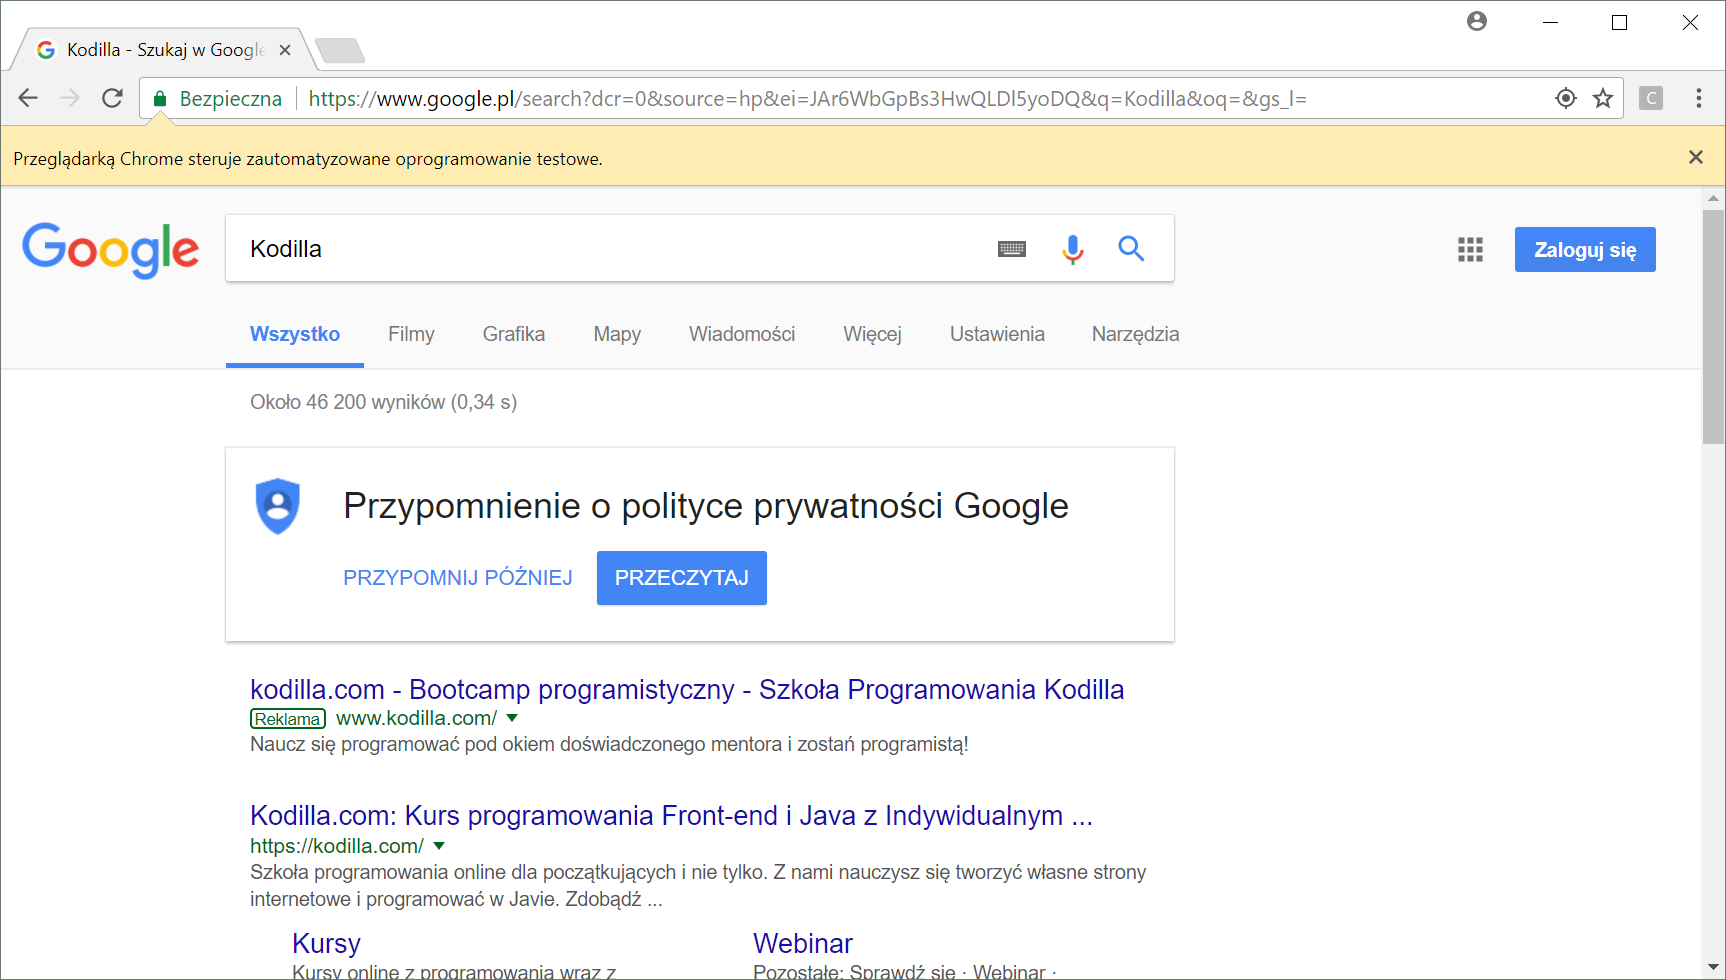 Kodilla - Szukaj w Google
Bezpieczna https://www.google.pl/search?dcr=0&source=hp&ei=JAr6WbGpBs3HwQLDl5yoDQ&q=Kodilla&oq=&gs_l=
C
Przeglądarką Chrome steruje zautomatyzowane oprogramowanie testowe.
Google
Kodilla
Zaloguj się
Wszystko Filmy Grafika Mapy Wiadomości Więcej Ustawienia Narzędzia
Około 46 200 wyników (0,34 s)
Przypomnienie o polityce prywatności Google
PRZYPOMNIJ PÓŹNIEJ PRZECZYTAJ
kodilla.com - Bootcamp programistyczny - Szkoła Programowania Kodilla
Reklama www.kodilla.com/
Naucz się programować pod okiem doświadczonego mentora i zostań programistą!
Kodilla.com: Kurs programowania Front-end i Java z Indywidualnym ...
https://kodilla.com/
Szkoła programowania online dla początkujących i nie tylko. Z nami nauczysz się tworzyć własne strony
internetowe i programować w Javie. Zdobądź ...
Kursy Webinar
Kursy online z programowania wraz z Pozostałe: Sprawdź się · Webinar ·